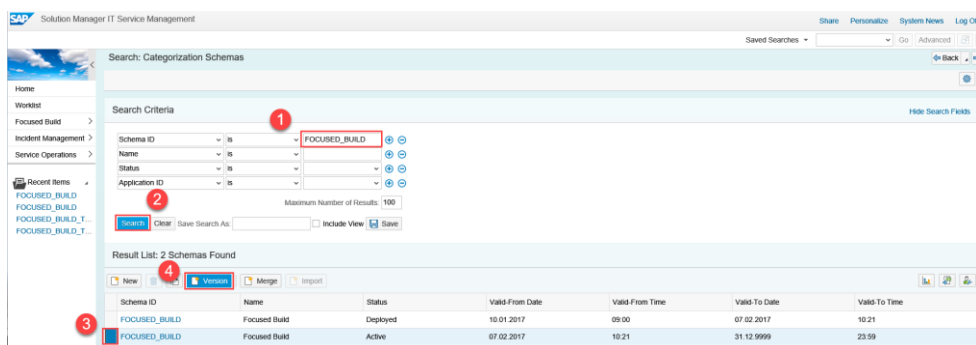 SAP Solution Manager IT Service Management
Share Personalize System News Log O
Saved Searches Go Advanced
Search: Categorization Schemas
Back
Home
Worklist
Focused Build
Incident Management
Service Operations
Recent Items
FOCUSED_BUILD
FOCUSED_BUILD
FOCUSED_BUILD_T...
FOCUSED_BUILD_T...
Search Criteria
Hide Search Fields
1
Schema ID is FOCUSED_BUILD
Name is
Status is
Application ID is
2
Maximum Number of Results: 100
Search Clear Save Search As: Include View Save
Result List: 2 Schemas Found
4
New Version Merge Import
Schema ID Name Status Valid-From Date Valid-From Time Valid-To Date Valid-To Time
FOCUSED_BUILD Focused Build Deployed 10.01.2017 09:00 07.02.2017 10:21
3
FOCUSED_BUILD Focused Build Active 07.02.2017 10:21 31.12.9999 23:59